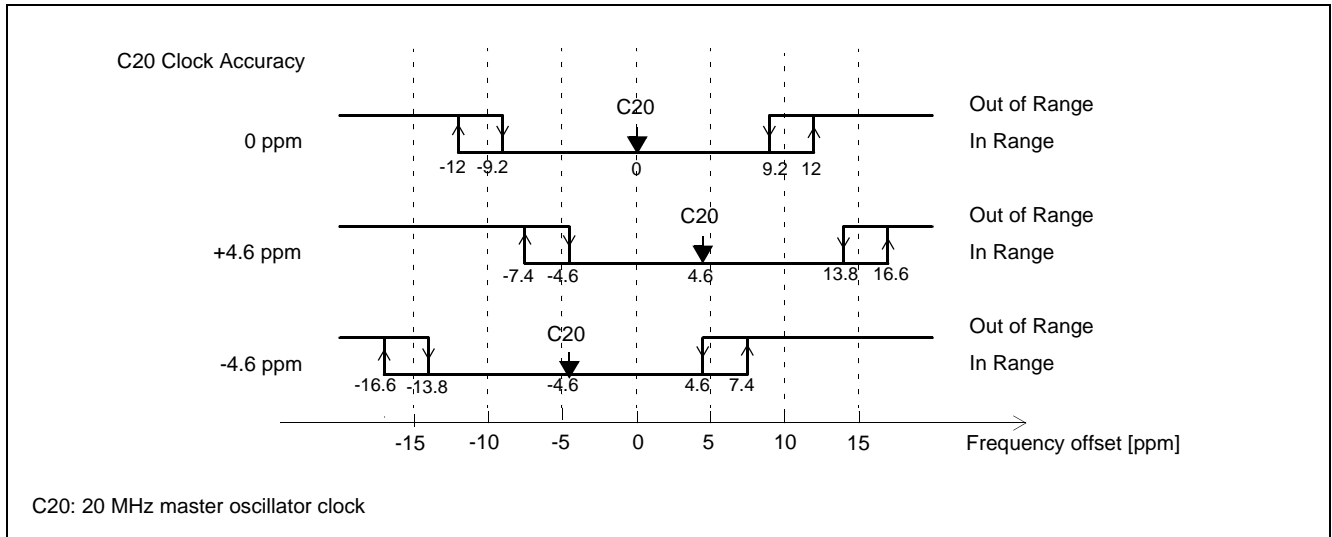 C20 Clock Accuracy
C20
Out of Range
0 ppm
In Range
-12 -9.2 0 9.2 12
C20
Out of Range
+4.6 ppm
In Range
-7.4 -4.6 4.6 13.8 16.6
C20
Out of Range
-4.6 ppm
In Range
-16.6 -13.8 -4.6 4.6 7.4
-15 -10 -5 0 5 10 15 Frequency offset [ppm]
C20: 20 MHz master oscillator clock